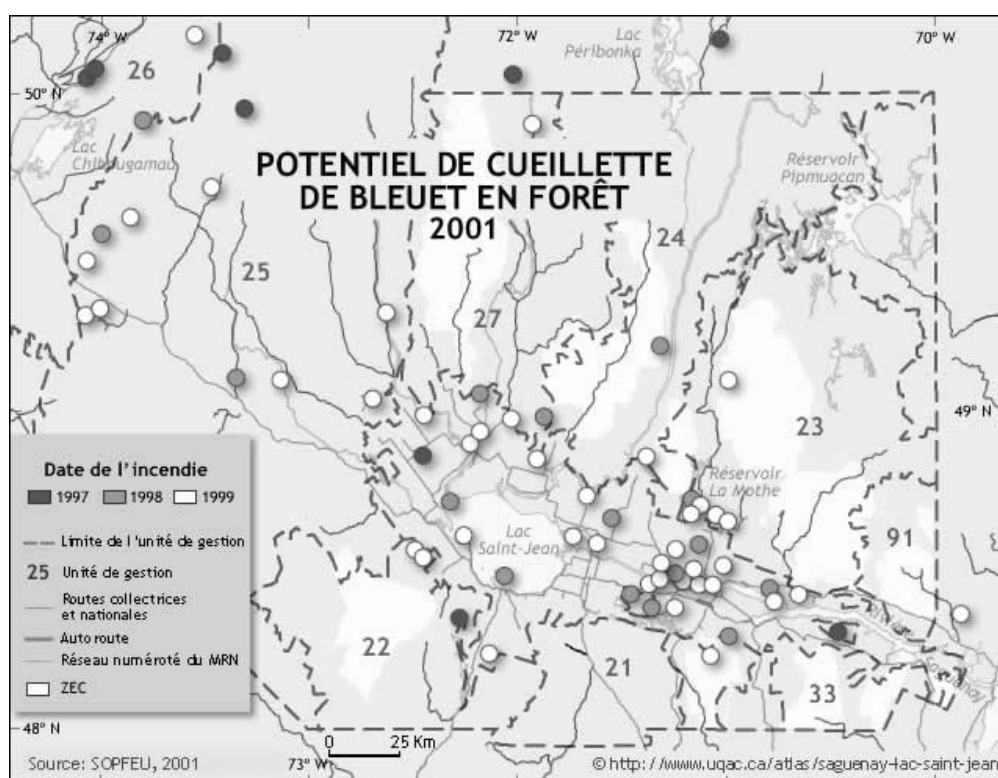 74° W
72° W
70° W
Lac
Péribonka
26
50° N
Lac
Chibougamau
POTENTIEL DE CUEILLETTE
DE BLEUET EN FORÊT
2001
Réservoir
Pipmuacan
24
25
27
49° N
23
Date de l'incendie
1997
1998
1999
Réservoir
La Mothe
Limite de l'unité de gestion
25 Unité de gestion
Routes collectrices
et nationales
Autoroute
Réseau numéroté du MRN
ZEC
Lac
Saint-Jean
91
22
21
33
Rivière
Saguenay
48° N
0 25 Km
73° W
Source: SOPFEU, 2001
© http://www.uqac.ca/atlas/saguenay-lac-saint-jean